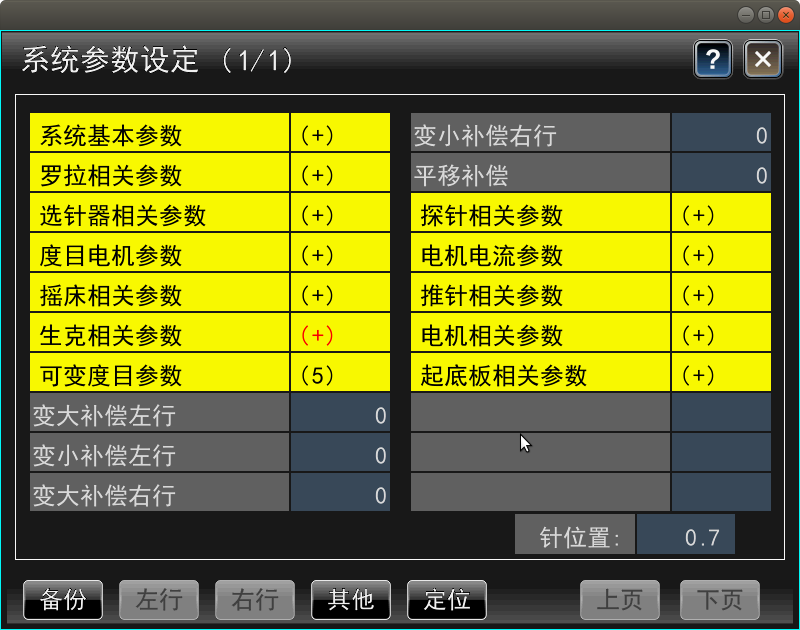 系统参数设定 (1/1)
?
系统基本参数 (+)
罗拉相关参数 (+)
选针器相关参数 (+)
度目电机参数 (+)
摇床相关参数 (+)
生克相关参数 (+)
可变度目参数 (5)
变大补偿左行 0
变小补偿左行 0
变大补偿右行 0
变小补偿右行 0
平移补偿 0
探针相关参数 (+)
电机电流参数 (+)
推针相关参数 (+)
电机相关参数 (+)
起底板相关参数 (+)
针位置: 0.7
备份 左行 右行 其他 定位 上页 下页